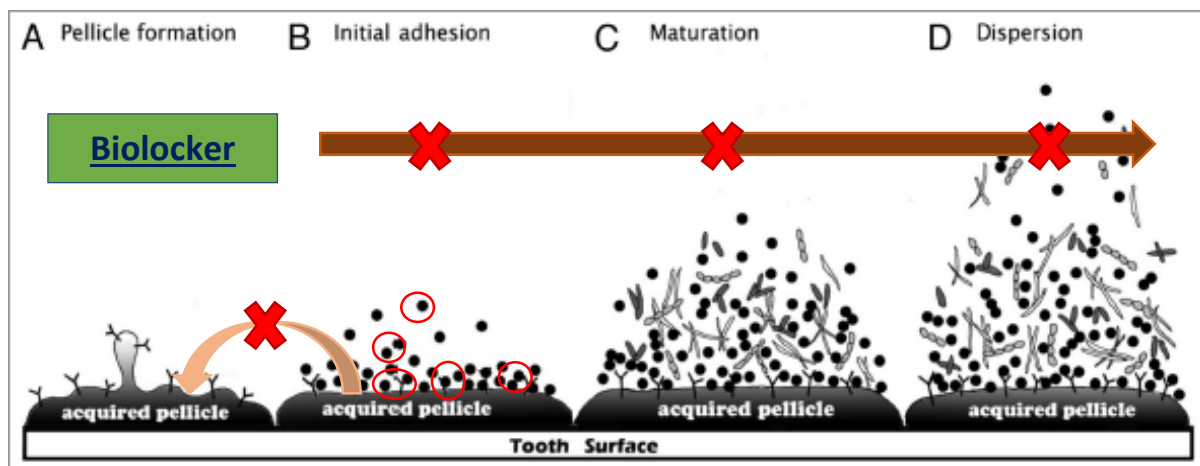 A Pellicle formation
B Initial adhesion
C Maturation
D Dispersion
Biolocker
acquired pellicle
acquired pellicle
acquired pellicle
acquired pellicle
Tooth Surface